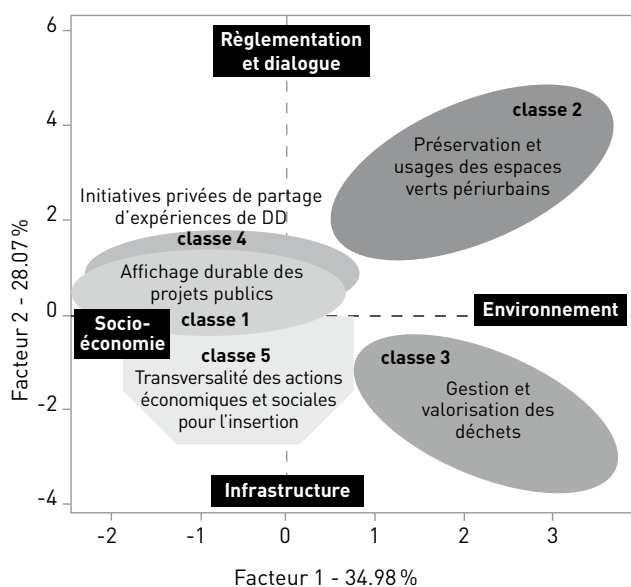 6
4
2
0
-2
-4
Facteur 2 - 28.07 %
Règlementation
et dialogue
classe 2
Préservation et
usages des espaces
verts périurbains
Initiatives privées de partage
d'expériences de DD
classe 4
Affichage durable des
projets publics
classe 1
Environnement
Socio-
économie
classe 5
Transversalité des actions
économiques et sociales
pour l'insertion
classe 3
Gestion et
valorisation des
déchets
Infrastructure
-2 -1 0 1 2 3
Facteur 1 - 34.98 %